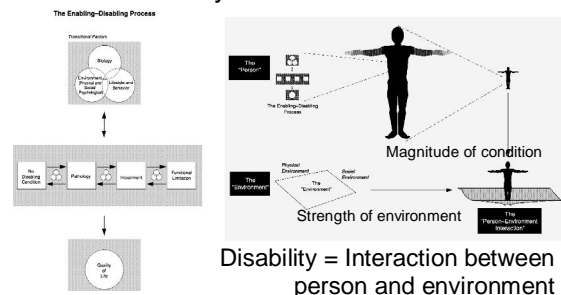 The Enabling–Disabling Process
Transitional Factors
Biology
Environment
(Physical and
Social/
Psychological)
Lifestyle and
Behavior
No
Disabling
Condition
Pathology
Impairment
Functional
Limitation
Quality
of
Life
The
"Person"
The Enabling–Disabling Process
Magnitude of condition
The
"Environment"
Physical
Environment
Social
Environment
The
"Environment"
Strength of environment
The
"Person–Environment
Interaction"
Disability = Interaction between
person and environment